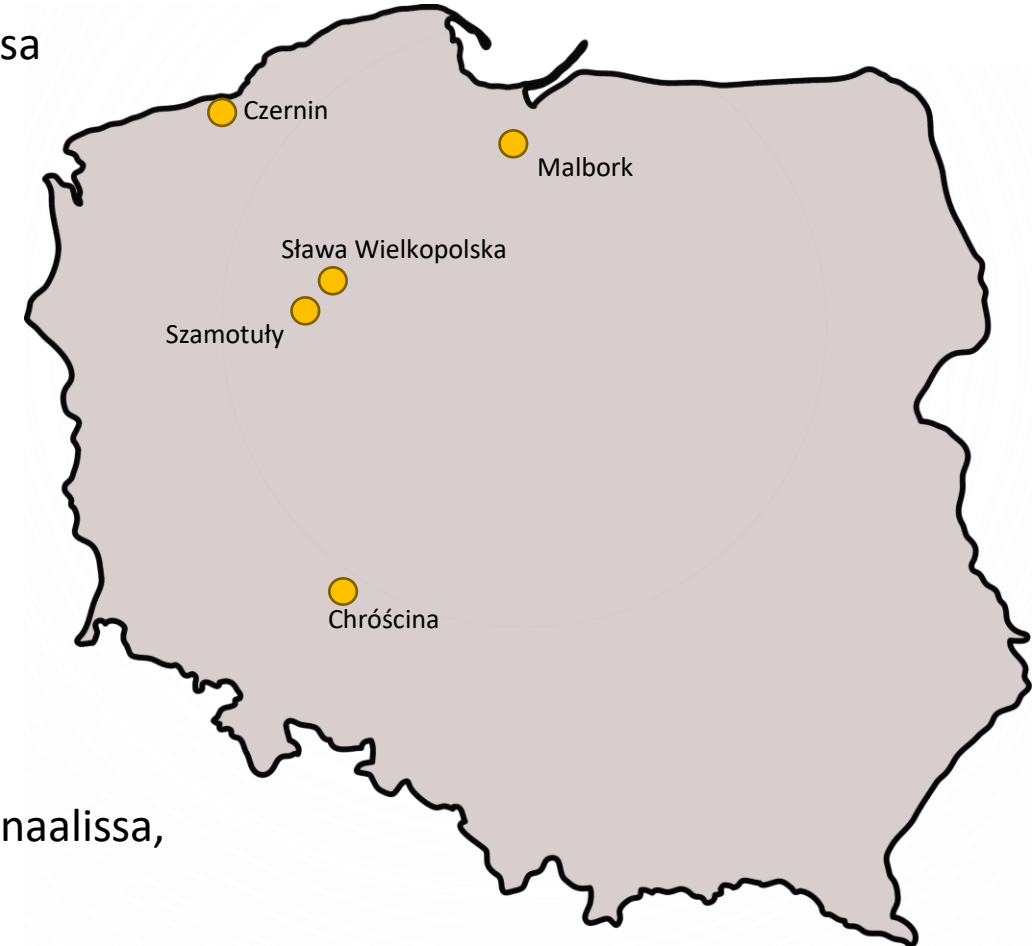 sa
Czernin
Malbork
Sława Wielkopolska
Szamotuły
Chróścina
naalissa,